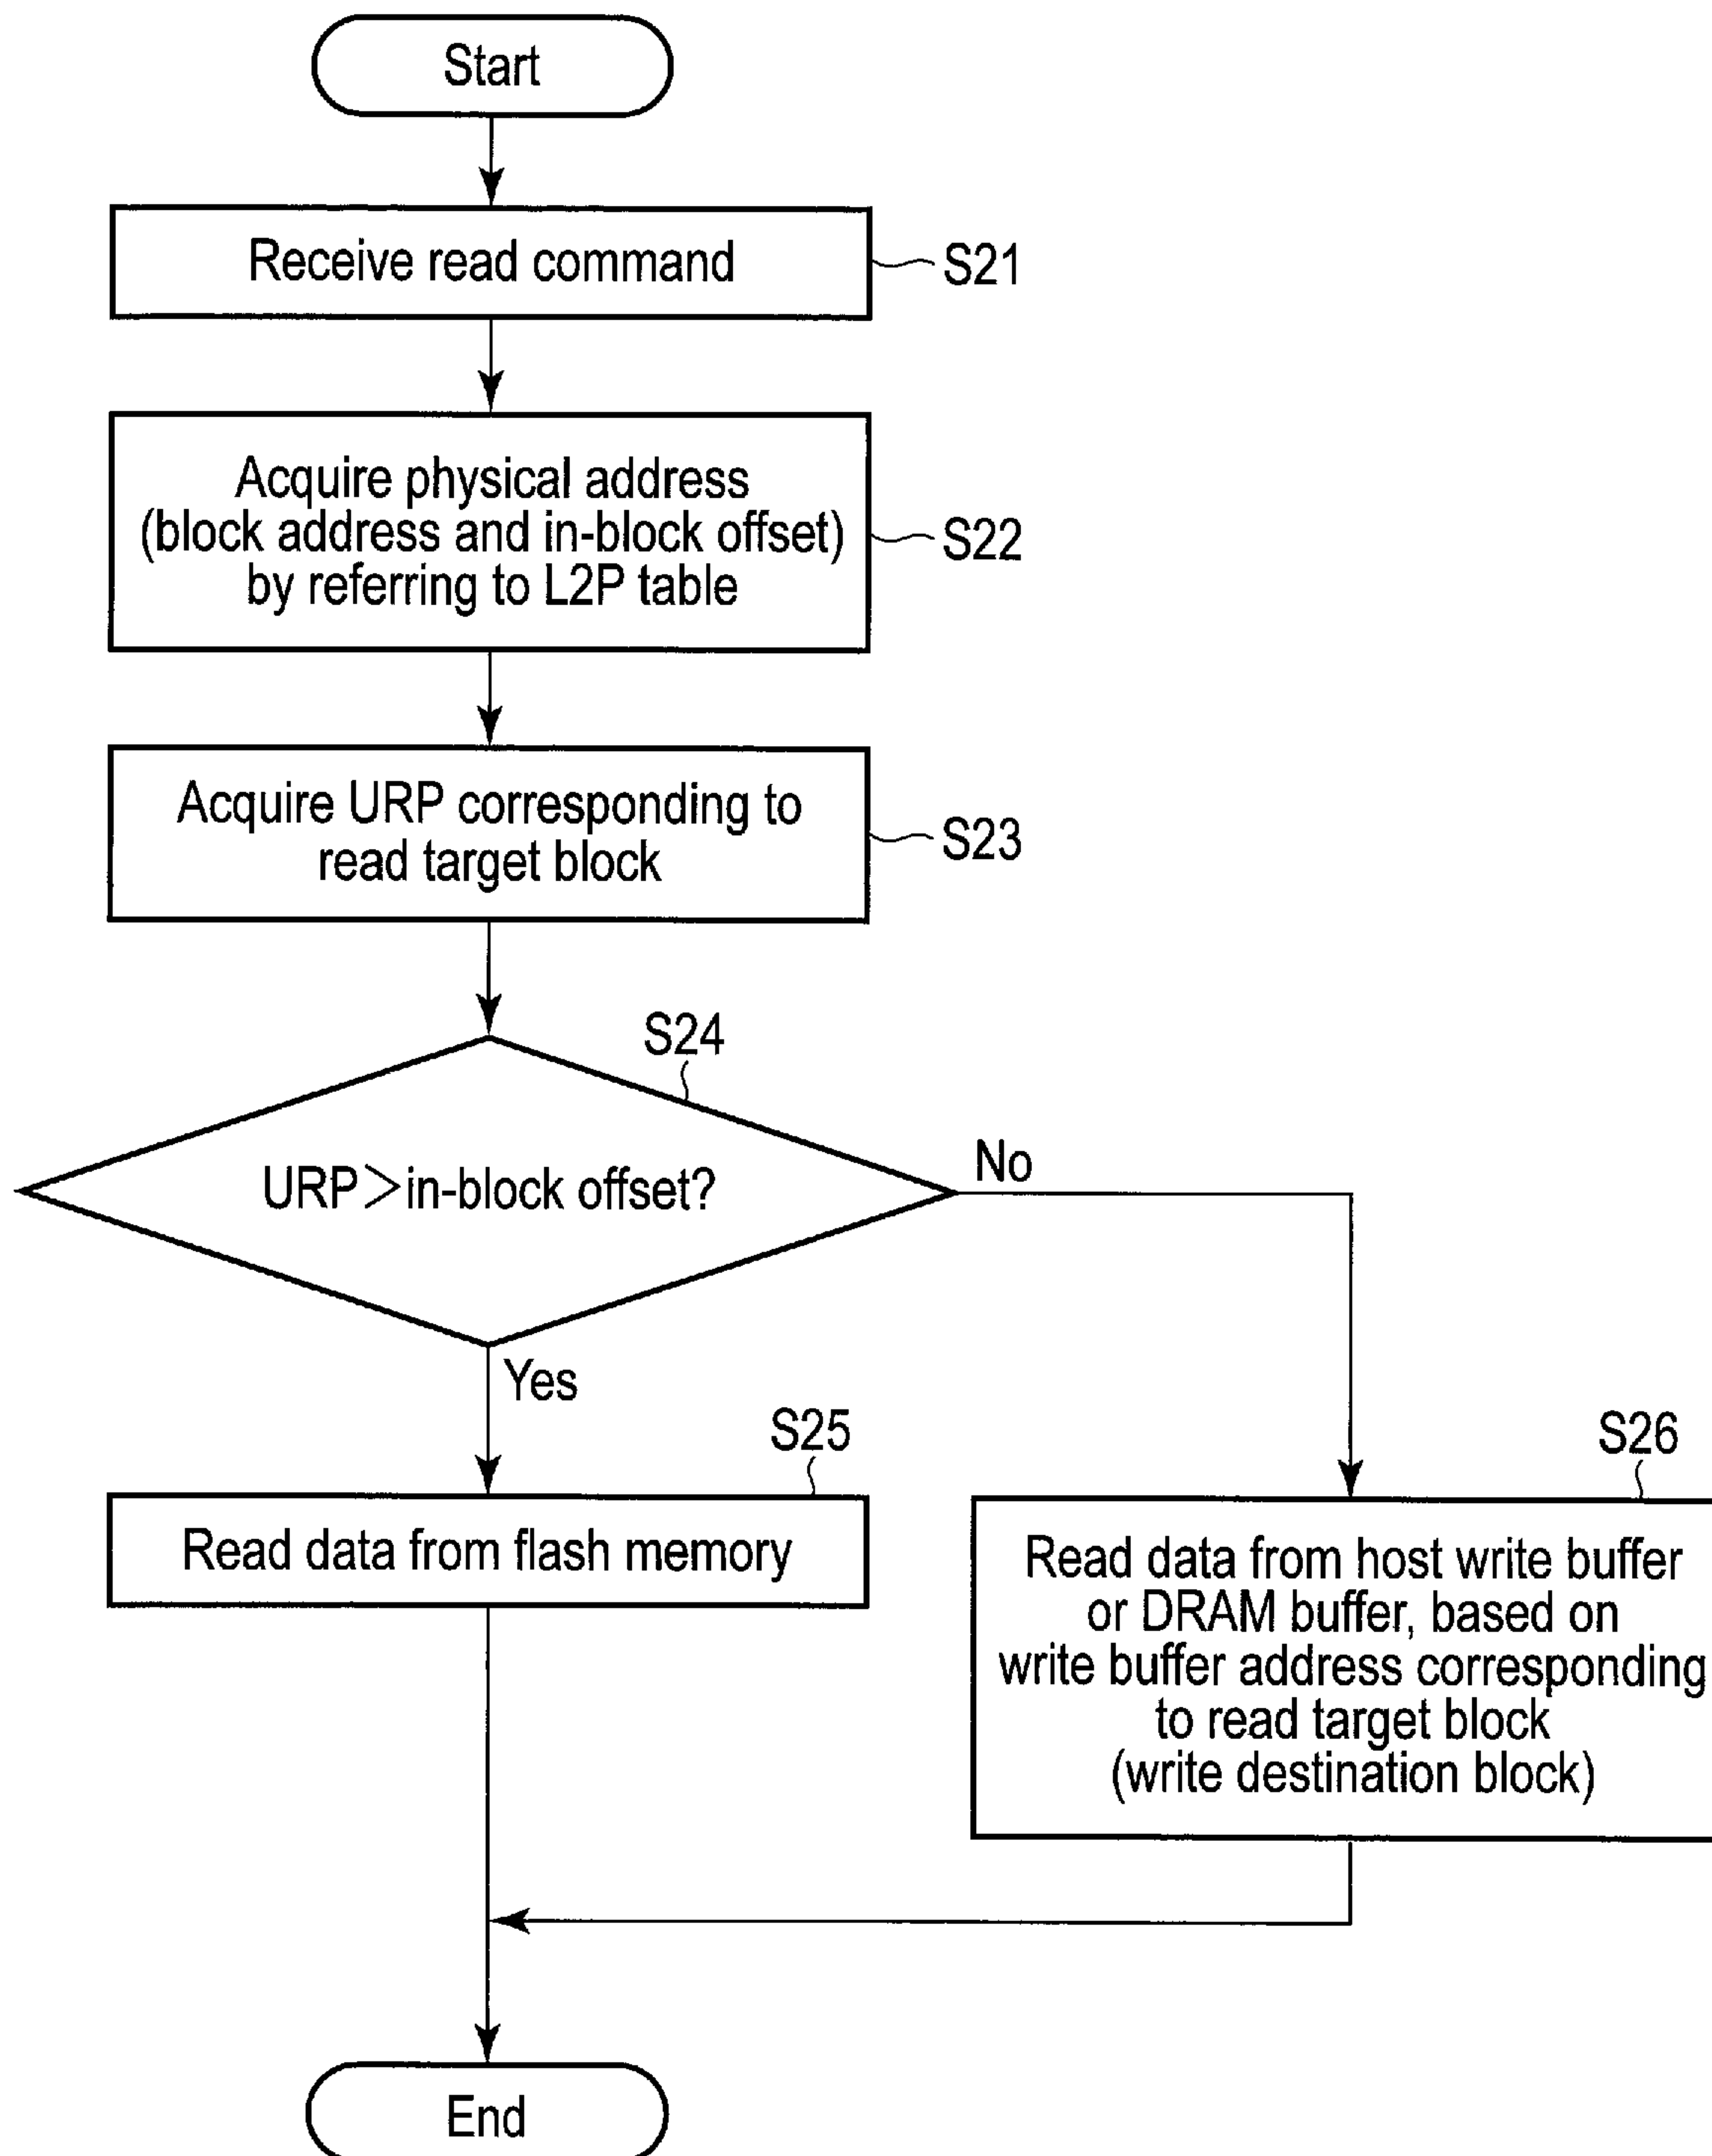 Start
Receive read command
S21
Acquire physical address
(block address and in-block offset)
by referring to L2P table
S22
Acquire URP corresponding to
read target block
S23
S24
URP>in-block offset?
No
Yes
S25
Read data from flash memory
S26
Read data from host write buffer
or DRAM buffer, based on
write buffer address corresponding
to read target block
(write destination block)
End